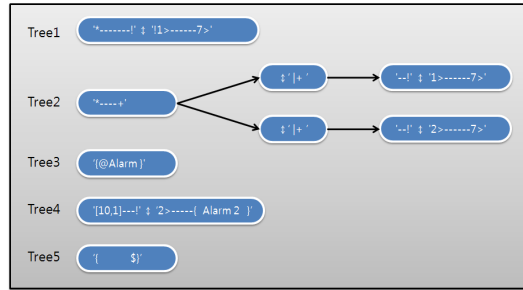 Tree1 '*-------!' ↕ '!1>------7>'
↕ ' |+ ' '--!' ↕ '1>------7>'
Tree2 '*----+'
↕ ' |+ ' '--!' ↕ '2>------7>'
Tree3 '(@Alarm )'
Tree4 '[10,1]---!' ↕ '2>-----( Alarm 2 )'
Tree5 '( $)'